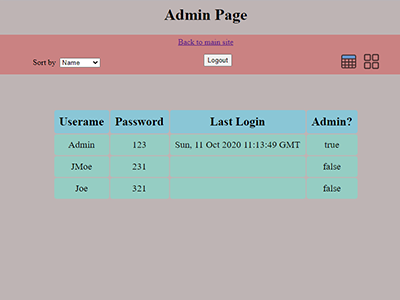 Admin Page
Back to main site
Sort by Name Logout
Userame Password Last Login Admin?
Admin 123 Sun, 11 Oct 2020 11:13:49 GMT true
JMoe 231 false
Joe 321 false